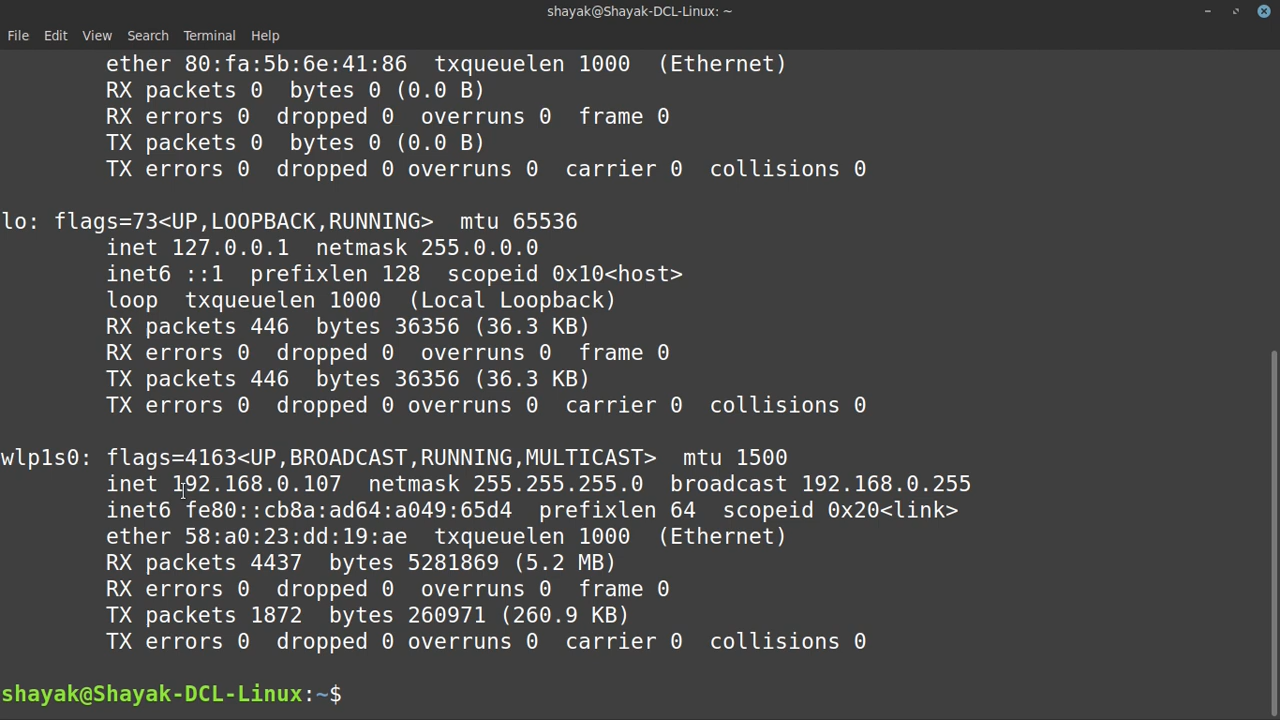 shayak@Shayak-DCL-Linux: ~
File Edit View Search Terminal Help
ether 80:fa:5b:6e:41:86  txqueuelen 1000  (Ethernet)
RX packets 0  bytes 0 (0.0 B)
RX errors 0  dropped 0  overruns 0  frame 0
TX packets 0  bytes 0 (0.0 B)
TX errors 0  dropped 0 overruns 0  carrier 0  collisions 0
lo: flags=73<UP,LOOPBACK,RUNNING>  mtu 65536
inet 127.0.0.1  netmask 255.0.0.0
inet6 ::1  prefixlen 128  scopeid 0x10<host>
loop  txqueuelen 1000  (Local Loopback)
RX packets 446  bytes 36356 (36.3 KB)
RX errors 0  dropped 0  overruns 0  frame 0
TX packets 446  bytes 36356 (36.3 KB)
TX errors 0  dropped 0 overruns 0  carrier 0  collisions 0
wlp1s0: flags=4163<UP,BROADCAST,RUNNING,MULTICAST>  mtu 1500
inet 192.168.0.107  netmask 255.255.255.0  broadcast 192.168.0.255
inet6 fe80::cb8a:ad64:a049:65d4  prefixlen 64  scopeid 0x20<link>
ether 58:a0:23:dd:19:ae  txqueuelen 1000  (Ethernet)
RX packets 4437  bytes 5281869 (5.2 MB)
RX errors 0  dropped 0  overruns 0  frame 0
TX packets 1872  bytes 260971 (260.9 KB)
TX errors 0  dropped 0 overruns 0  carrier 0  collisions 0
shayak@Shayak-DCL-Linux:~$